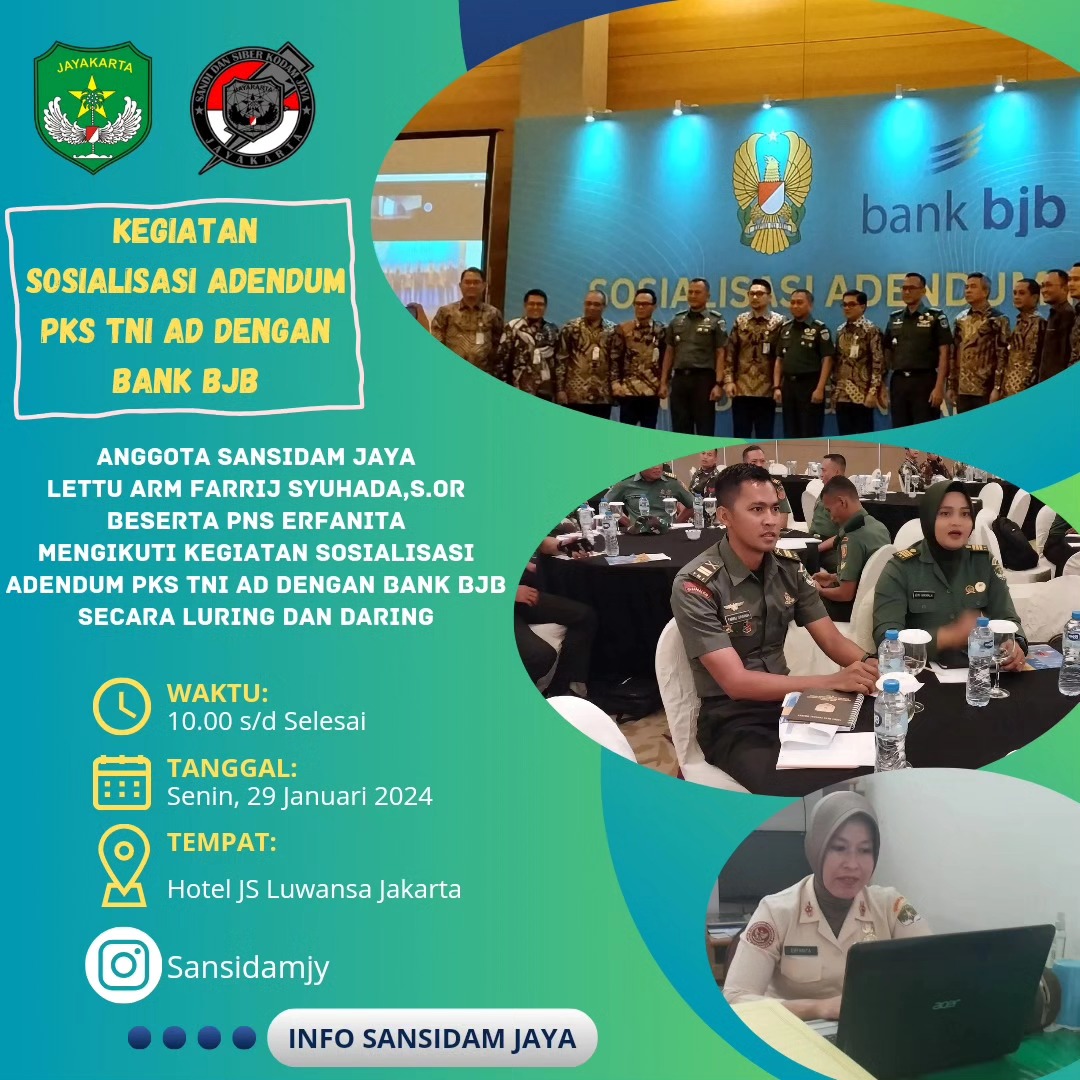 JAYAKARTA
SANDI DAN SIBER KODAM JAYA
JAYAKARTA
JAYAKARTA
bank bjb
SOSIALISASI ADENDUM
KEGIATAN
SOSIALISASI ADENDUM
PKS TNI AD DENGAN
BANK BJB
ANGGOTA SANSIDAM JAYA
LETTU ARM FARRIJ SYUHADA,S.OR
BESERTA PNS ERFANITA
MENGIKUTI KEGIATAN SOSIALISASI
ADENDUM PKS TNI AD DENGAN BANK BJB
SECARA LURING DAN DARING
WAKTU:
10.00 s/d Selesai
TANGGAL:
Senin, 29 Januari 2024
TEMPAT:
Hotel JS Luwansa Jakarta
Sansidamjy
INFO SANSIDAM JAYA
acer